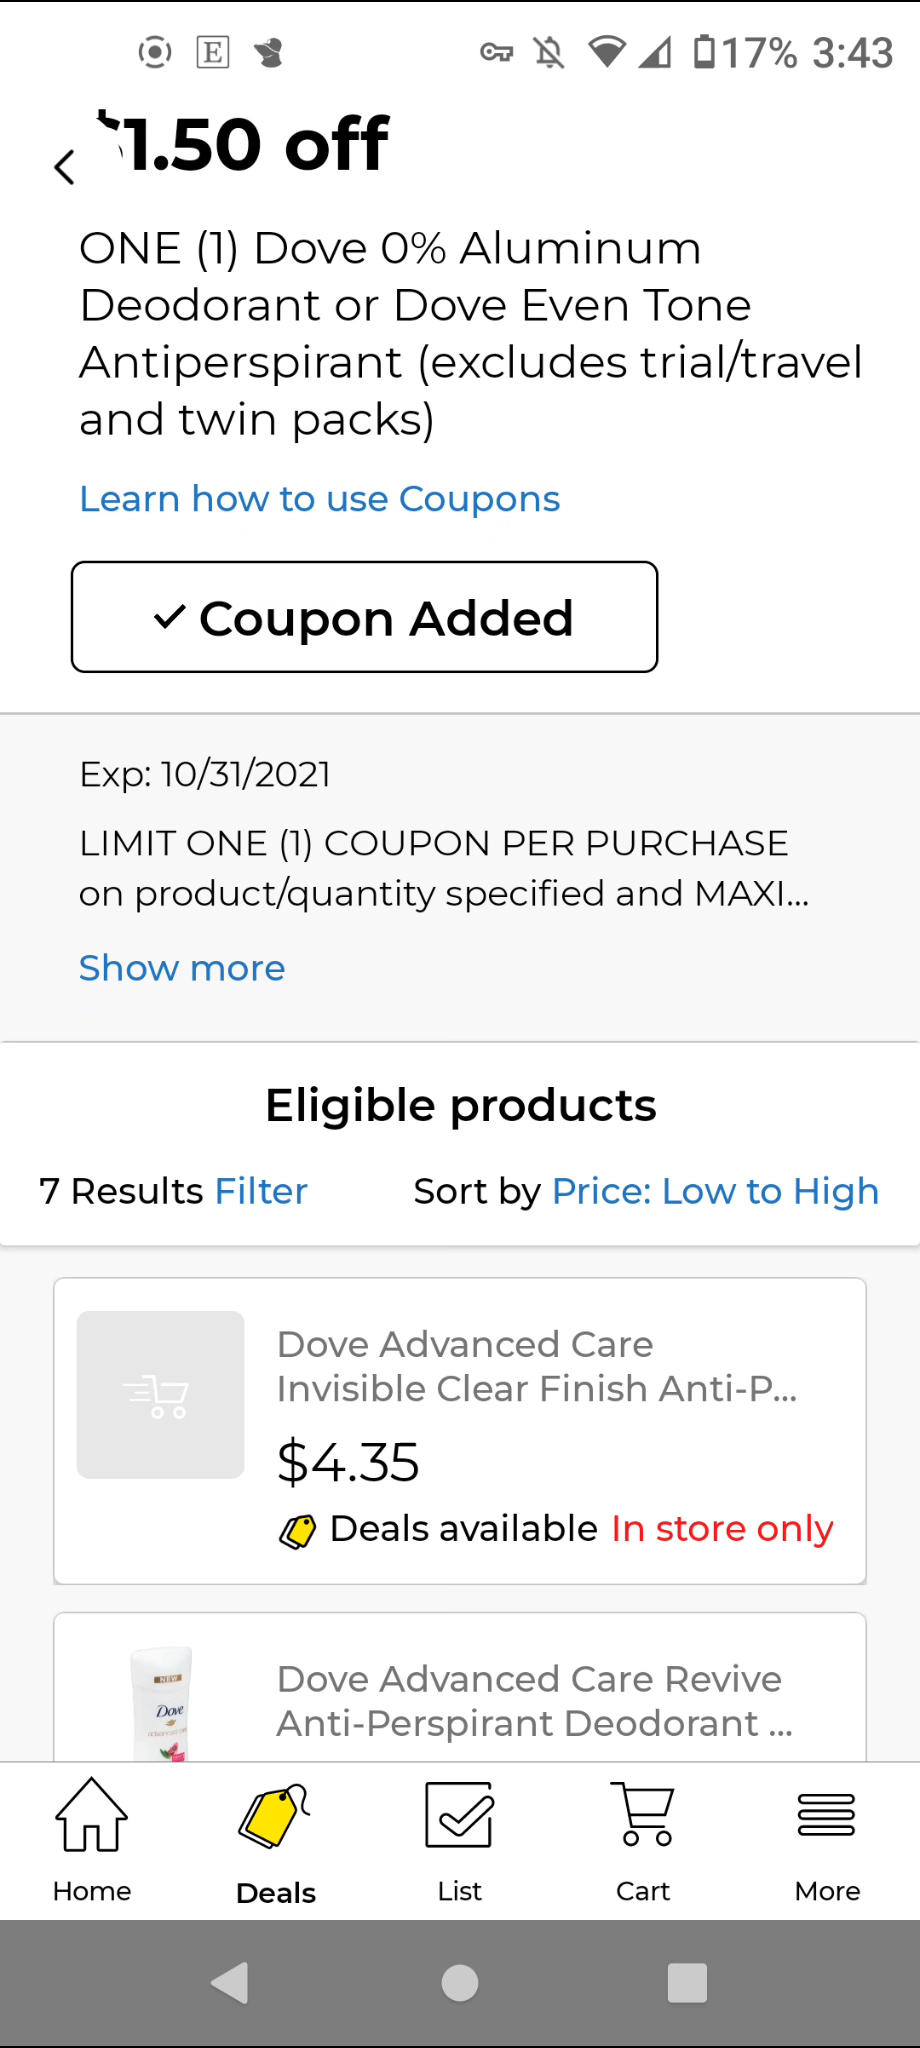 E 17% 3:43
$1.50 off
ONE (1) Dove 0% Aluminum
Deodorant or Dove Even Tone
Antiperspirant (excludes trial/travel
and twin packs)
Learn how to use Coupons
Coupon Added
Exp: 10/31/2021
LIMIT ONE (1) COUPON PER PURCHASE
on product/quantity specified and MAXI...
Show more
Eligible products
7 Results Filter Sort by Price: Low to High
Dove Advanced Care
Invisible Clear Finish Anti-P...
$4.35
Deals available In store only
NEW
Dove
Dove Advanced Care Revive
Anti-Perspirant Deodorant ...
Home Deals List Cart More